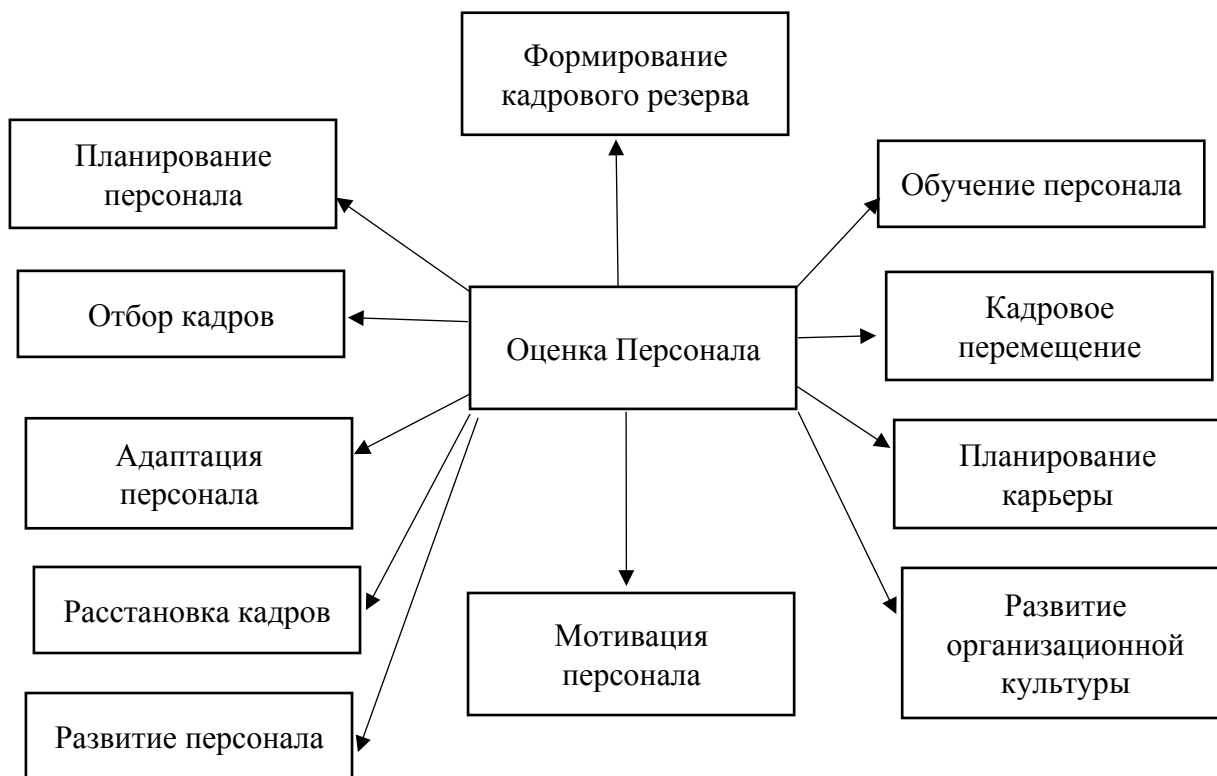 Формирование
кадрового резерва
Планирование
персонала
Обучение персонала
Отбор кадров
Оценка Персонала
Кадровое
перемещение
Адаптация
персонала
Планирование
карьеры
Расстановка кадров
Мотивация
персонала
Развитие
организационной
культуры
Развитие персонала